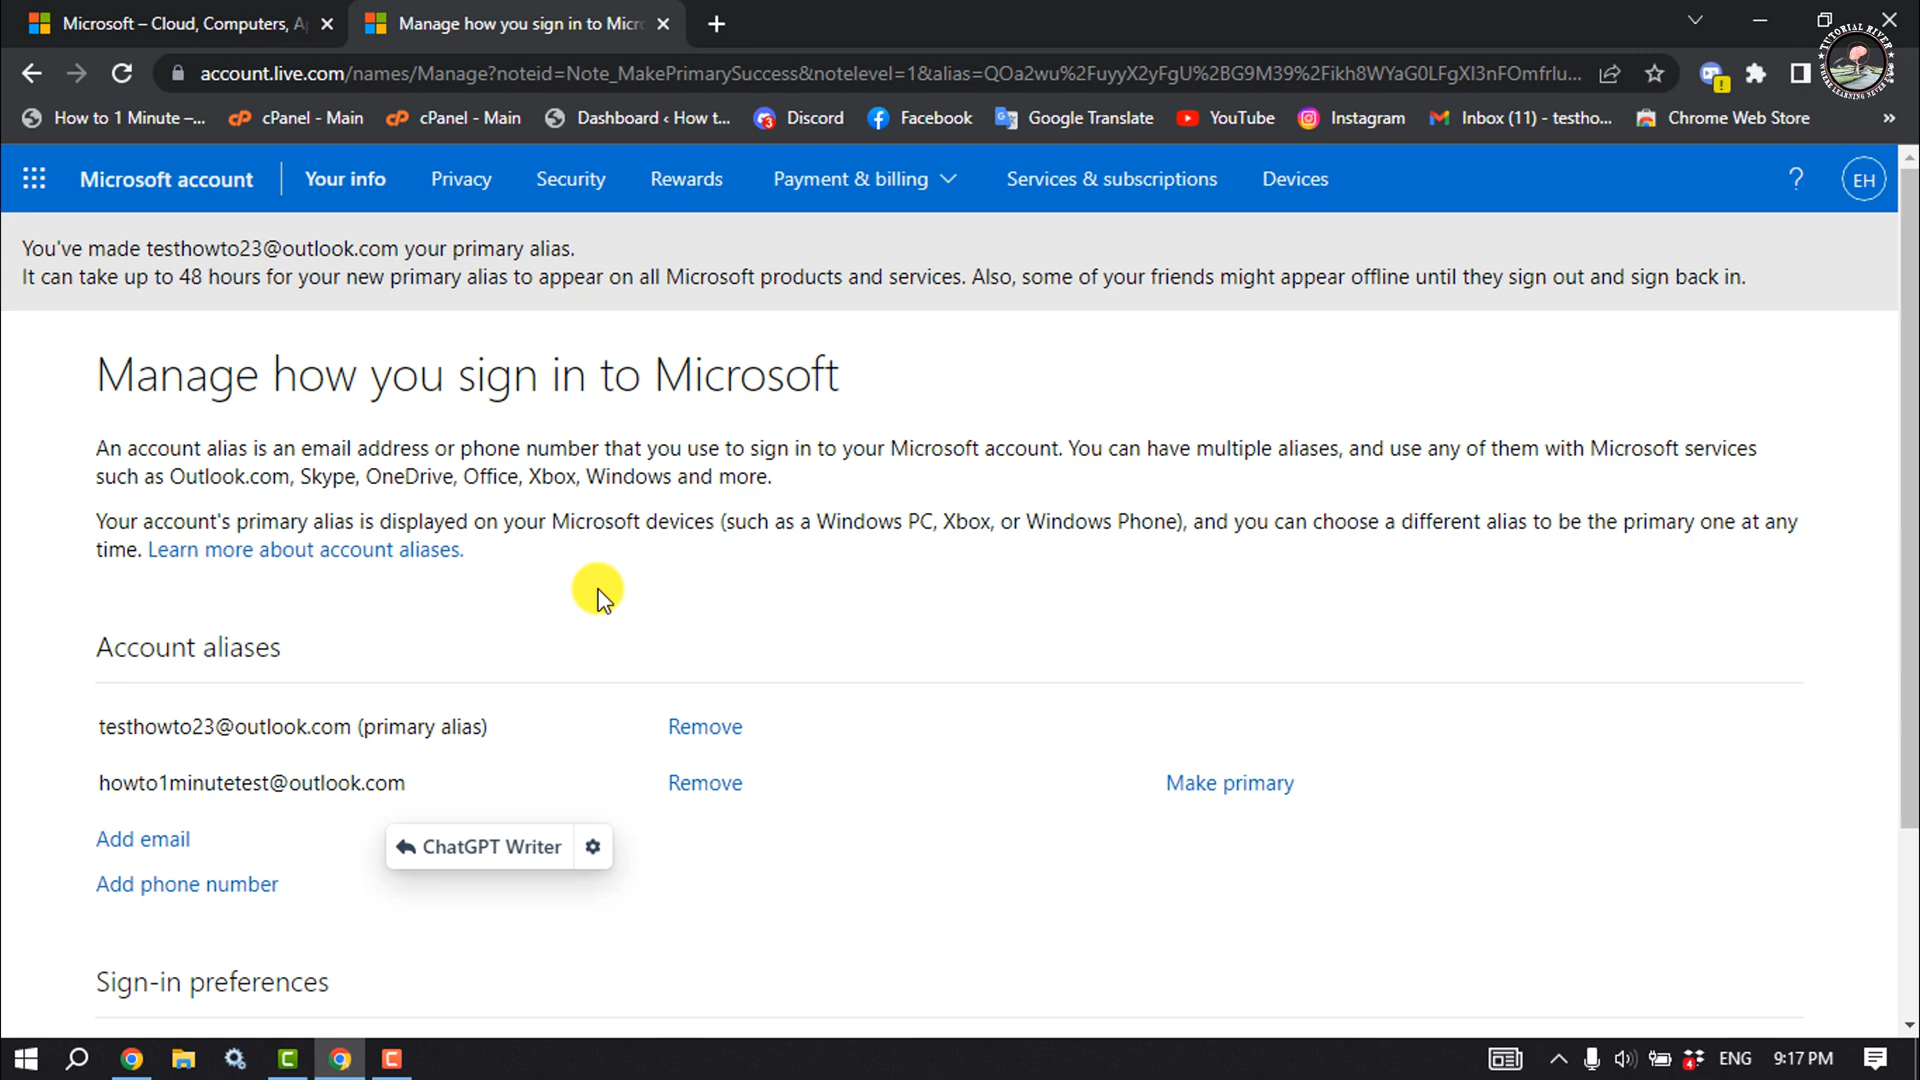 Microsoft – Cloud, Computers, A
Manage how you sign in to Micr
account.live.com/names/Manage?noteid=Note_MakePrimarySuccess&notelevel=1&alias=QOa2wu%2FuyyX2yFgU%2BG9M39%2Fikh8WYaG0LFgXI3nFOmfrlu...
TUTORIAL RIVER
How to 1 Minute –...
cPanel - Main
cPanel - Main
Dashboard ‹ How t...
Discord
Facebook
Google Translate
YouTube
Instagram
Inbox (11) - testho...
Chrome Web Store
»
Microsoft account
Your info
Privacy
Security
Rewards
Payment & billing
Services & subscriptions
Devices
?
EH
You've made testhowto23@outlook.com your primary alias.
It can take up to 48 hours for your new primary alias to appear on all Microsoft products and services. Also, some of your friends might appear offline until they sign out and sign back in.
Manage how you sign in to Microsoft
An account alias is an email address or phone number that you use to sign in to your Microsoft account. You can have multiple aliases, and use any of them with Microsoft services
such as Outlook.com, Skype, OneDrive, Office, Xbox, Windows and more.
Your account's primary alias is displayed on your Microsoft devices (such as a Windows PC, Xbox, or Windows Phone), and you can choose a different alias to be the primary one at any
time. Learn more about account aliases.
Account aliases
testhowto23@outlook.com (primary alias)
Remove
howto1minutetest@outlook.com
Remove
Make primary
Add email
ChatGPT Writer
Add phone number
Sign-in preferences
ENG
9:17 PM